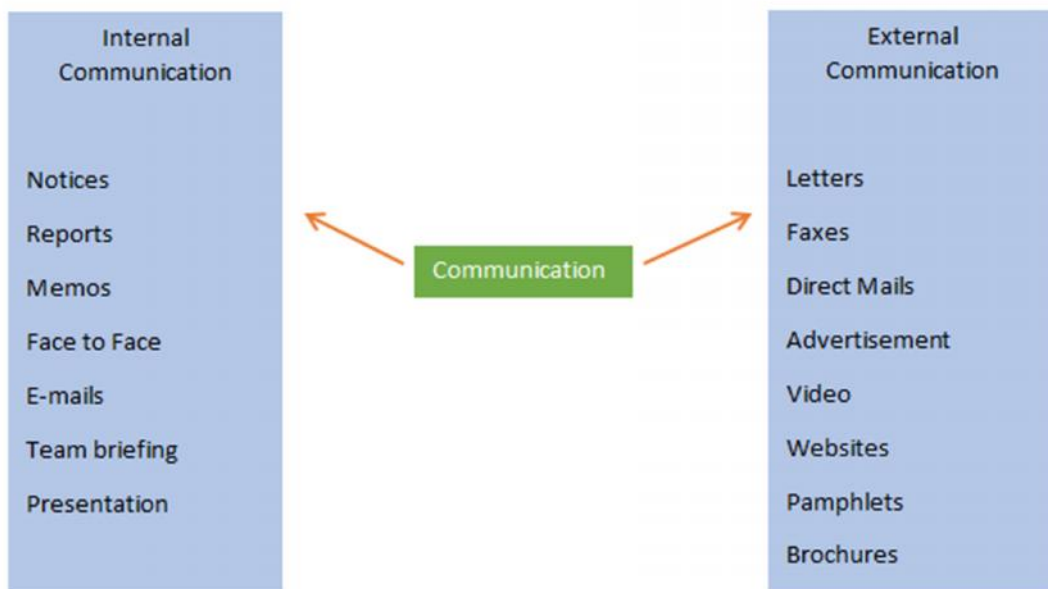 Internal
Communication
Notices
Reports
Memos
Face to Face
E-mails
Team briefing
Presentation
Communication
External
Communication
Letters
Faxes
Direct Mails
Advertisement
Video
Websites
Pamphlets
Brochures